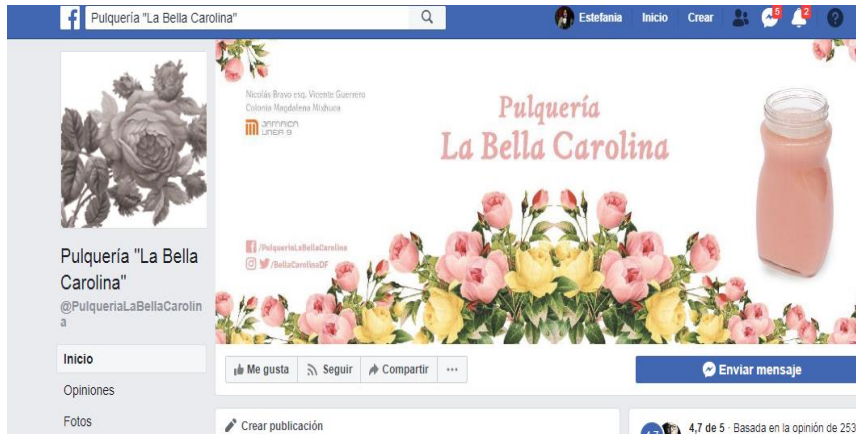 Pulquería "La Bella Carolina"
Estefania
Inicio
Crear
5
2
Nicolás Bravo esq. Vicente Guerrero
Colonia Magdalena Mixhuca
JAMAICA
LINEA 9
Pulquería
La Bella Carolina
/PulqueriaLaBellaCarolina
/BellaCarolinaDF
Pulquería "La Bella
Carolina"
@PulqueriaLaBellaCarolin
a
Inicio
Opiniones
Fotos
Me gusta
Seguir
Compartir
Enviar mensaje
Crear publicación
4,7 de 5 · Basada en la opinión de 253